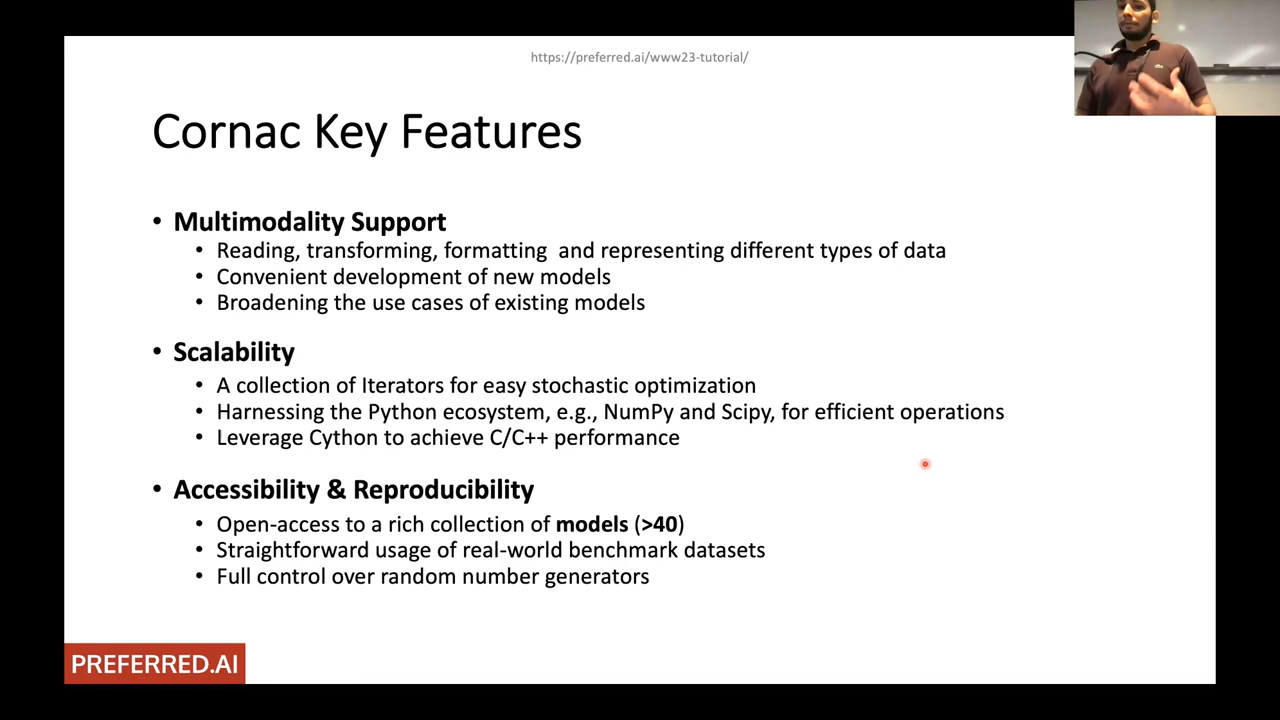 https://preferred.ai/www23-tutorial/
Cornac Key Features
• Multimodality Support
• Reading, transforming, formatting and representing different types of data
• Convenient development of new models
• Broadening the use cases of existing models
• Scalability
• A collection of Iterators for easy stochastic optimization
• Harnessing the Python ecosystem, e.g., NumPy and Scipy, for efficient operations
• Leverage Cython to achieve C/C++ performance
• Accessibility & Reproducibility
• Open-access to a rich collection of models (>40)
• Straightforward usage of real-world benchmark datasets
• Full control over random number generators
PREFERRED.AI